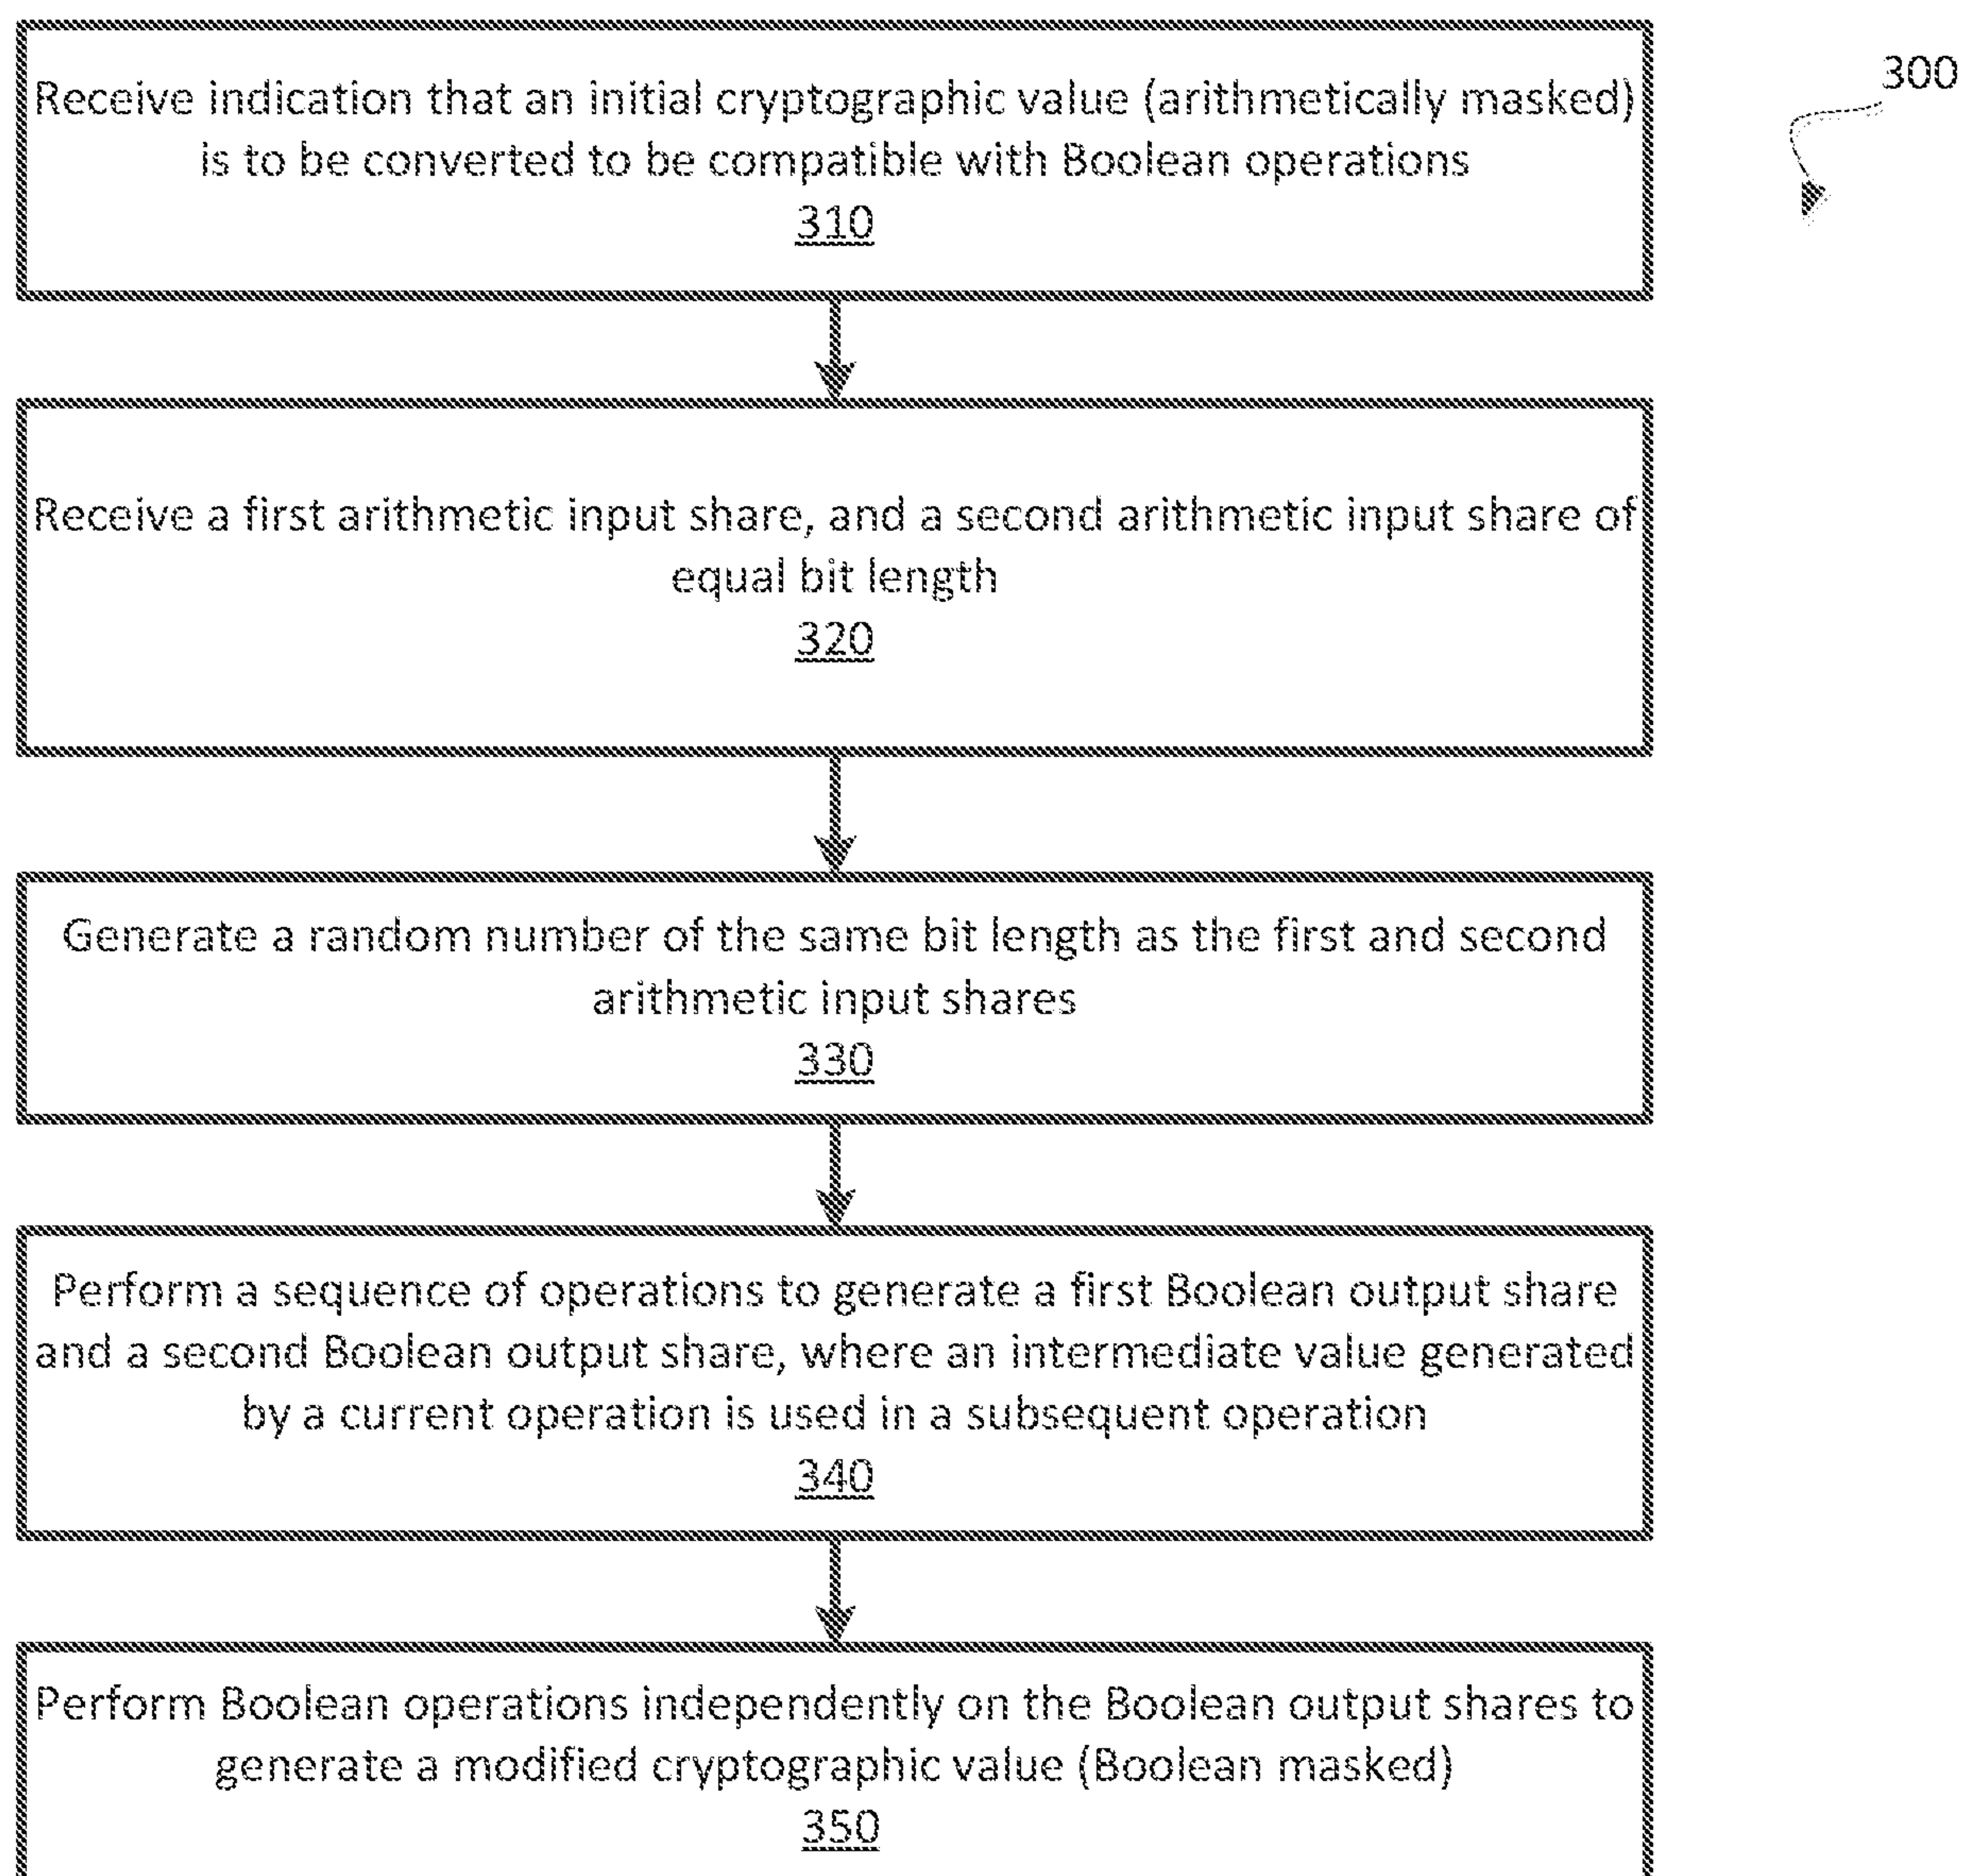 300
Receive indication that an initial cryptographic value (arithmetically masked)
is to be converted to be compatible with Boolean operations
310
Receive a first arithmetic input share, and a second arithmetic input share of
equal bit length
320
Generate a random number of the same bit length as the first and second
arithmetic input shares
330
Perform a sequence of operations to generate a first Boolean output share
and a second Boolean output share, where an intermediate value generated
by a current operation is used in a subsequent operation
340
Perform Boolean operations independently on the Boolean output shares to
generate a modified cryptographic value (Boolean masked)
350